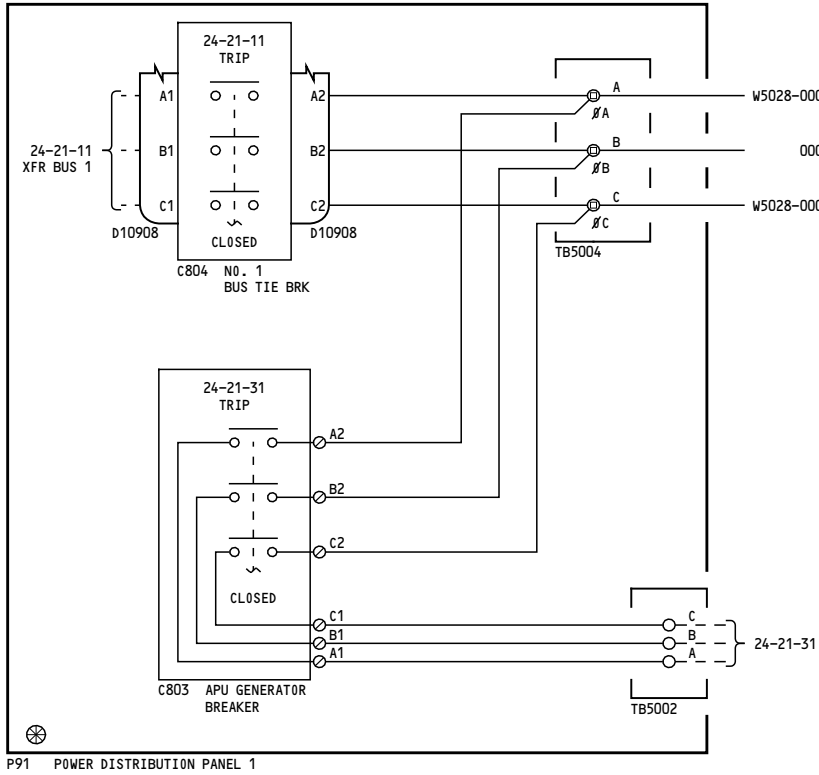 24-21-11
TRIP
A1
A2
A
W5028-000
ØA
24-21-11
XFR BUS 1
B1
B2
B
000
ØB
C1
C2
C
W5028-000
ØC
D10908
CLOSED
D10908
TB5004
C804 NO. 1
BUS TIE BRK
24-21-31
TRIP
A2
B2
C2
CLOSED
C1
C
B1
B
24-21-31
A1
A
C803 APU GENERATOR
BREAKER
TB5002
P91 POWER DISTRIBUTION PANEL 1